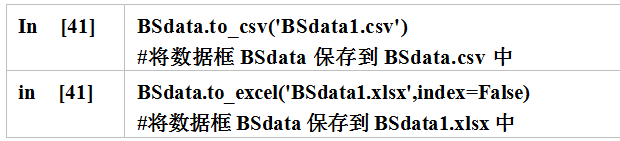 In [41] BSdata.to_csv('BSdata1.csv')
#将数据框 BSdata 保存到 BSdata.csv 中
in [41] BSdata.to_excel('BSdata1.xlsx',index=False)
#将数据框 BSdata 保存到 BSdata1.xlsx 中